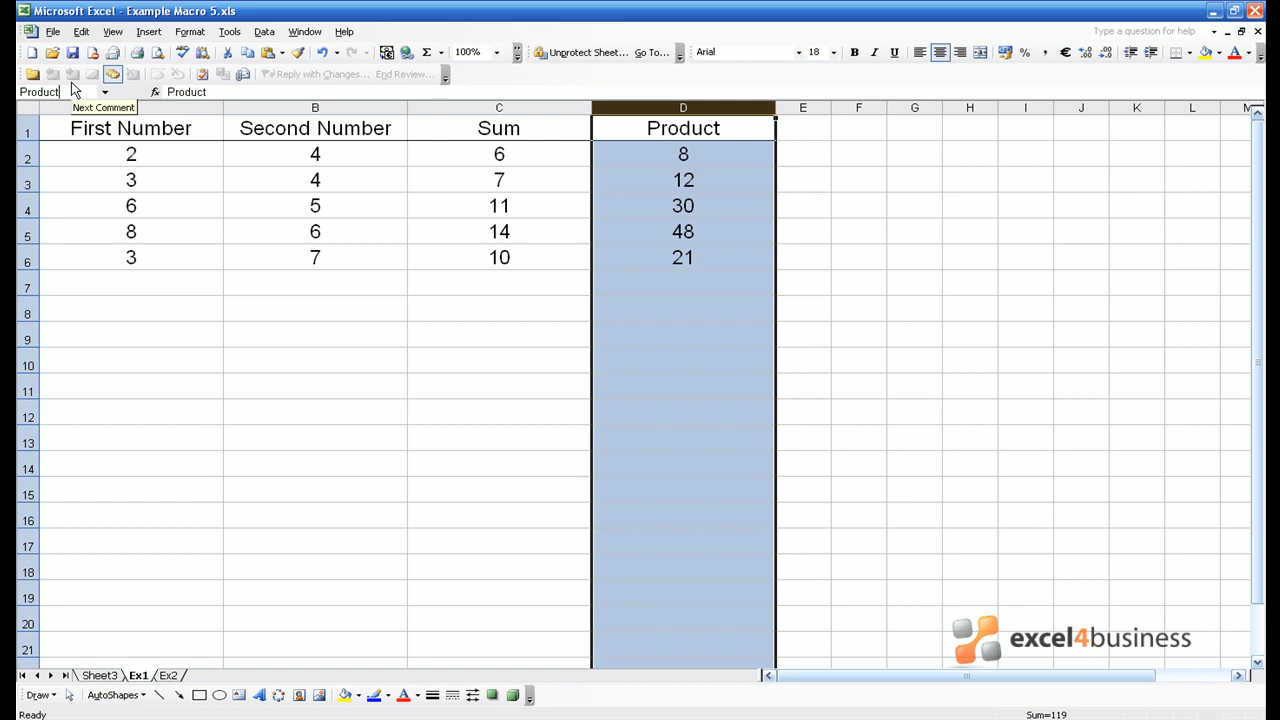 Microsoft Excel - Example Macro 5.xls
File Edit View Insert Format Tools Data Window Help Type a question for help
100% Unprotect Sheet... Go To... Arial 18 B I U
Reply with Changes... End Review...
Product fx Product
Next Comment
A B C D E F G H I J K L M
1 First Number Second Number Sum Product
2 2 4 6 8
3 3 4 7 12
4 6 5 11 30
5 8 6 14 48
6 3 7 10 21
7
8
9
10
11
12
13
14
15
16
17
18
19
20
21
excel4business
Sheet3 Ex1 Ex2
Draw AutoShapes
Ready Sum=119